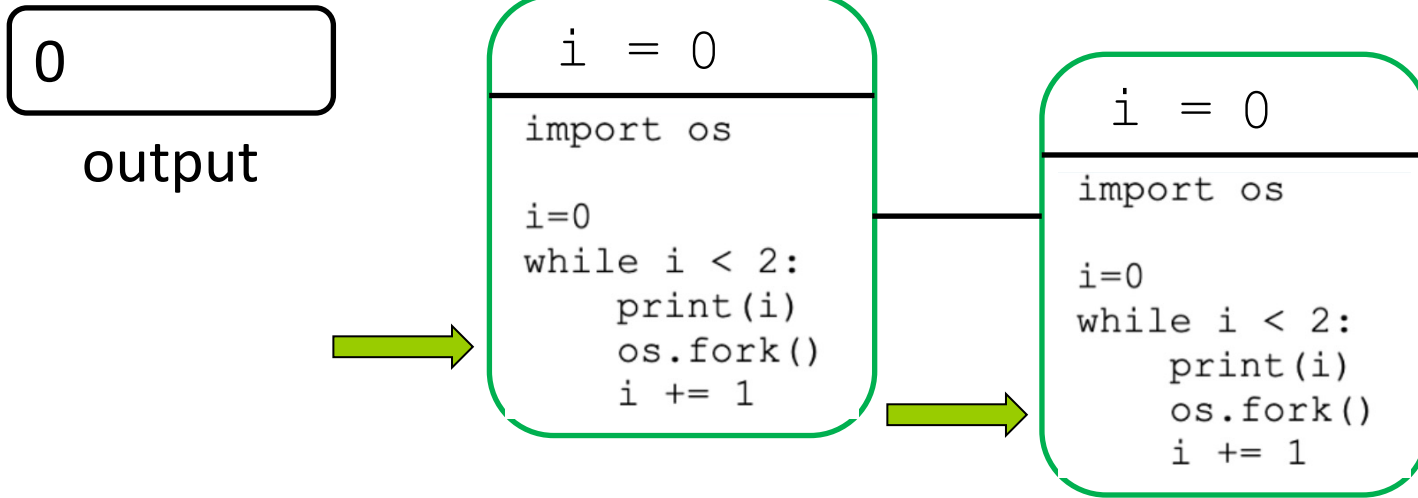 0
output
i = 0
import os
i=0
while i < 2:
print(i)
os.fork()
i += 1
i = 0
import os
i=0
while i < 2:
print(i)
os.fork()
i += 1